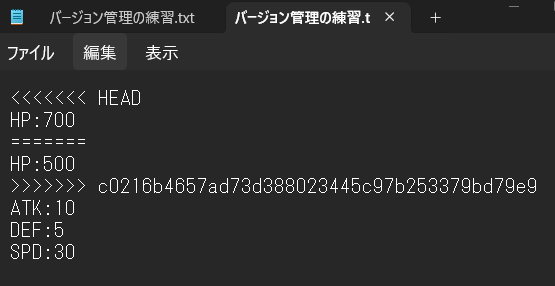 バージョン管理の練習.txt
バージョン管理の練習.t
ファイル 編集 表示
<<<<<<< HEAD
HP:700
=======
HP:500
>>>>>>> c0216b4657ad73d388023445c97b253379bd79e9
ATK:10
DEF:5
SPD:30